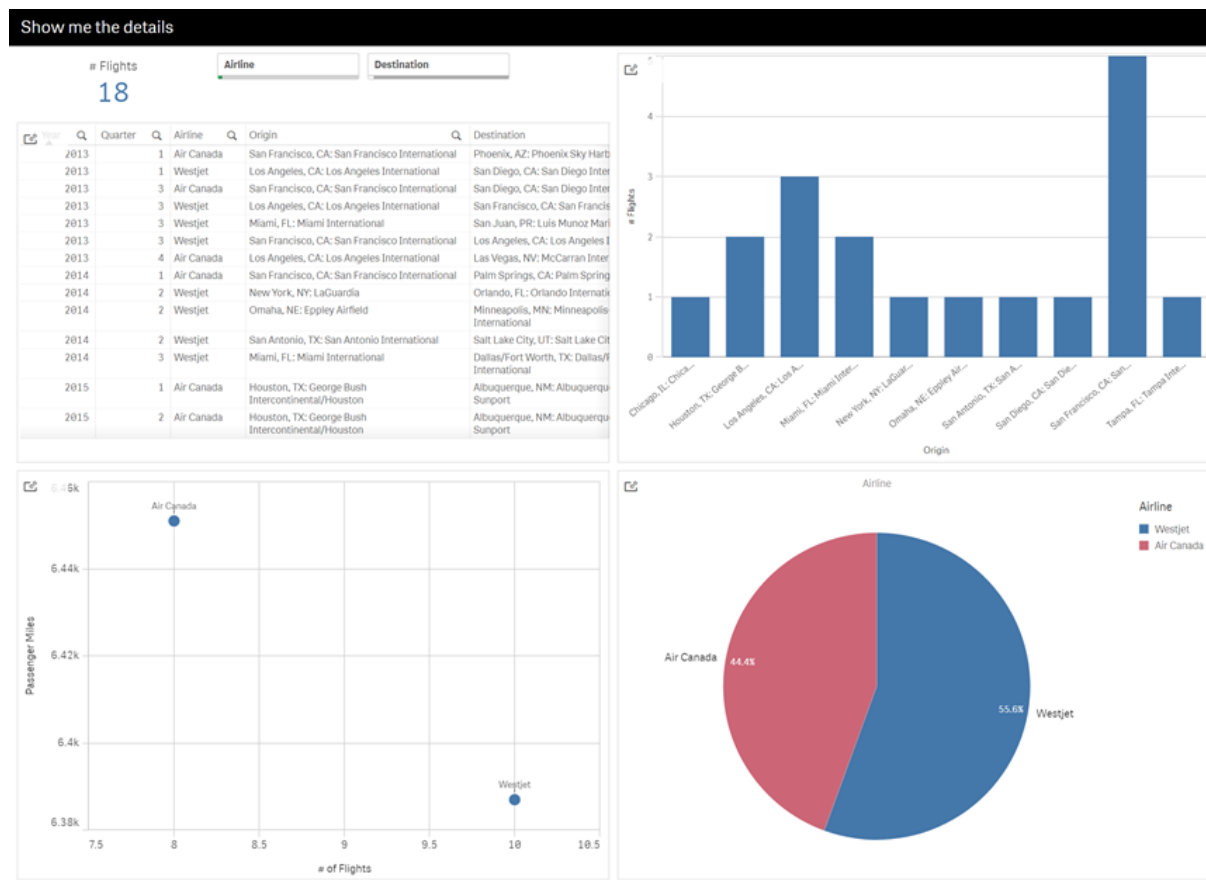 Show me the details
# Flights
18
Airline
Destination
Year Quarter Airline Origin Destination
2013 1 Air Canada San Francisco, CA: San Francisco International Phoenix, AZ: Phoenix Sky Harb
2013 1 Westjet Los Angeles, CA: Los Angeles International San Diego, CA: San Diego Inter
2013 3 Air Canada San Francisco, CA: San Francisco International San Diego, CA: San Diego Inter
2013 3 Westjet Los Angeles, CA: Los Angeles International San Francisco, CA: San Francis
2013 3 Westjet Miami, FL: Miami International San Juan, PR: Luis Munoz Mari
2013 3 Westjet San Francisco, CA: San Francisco International Los Angeles, CA: Los Angeles I
2013 4 Air Canada Los Angeles, CA: Los Angeles International Las Vegas, NV: McCarran Inter
2014 1 Air Canada San Francisco, CA: San Francisco International Palm Springs, CA: Palm Spring
2014 2 Westjet New York, NY: LaGuardia Orlando, FL: Orlando Internati
2014 2 Westjet Omaha, NE: Eppley Airfield Minneapolis, MN: Minneapolis-
International
2014 2 Westjet San Antonio, TX: San Antonio International Salt Lake City, UT: Salt Lake Cit
2014 3 Westjet Miami, FL: Miami International Dallas/Fort Worth, TX: Dallas/F
International
2015 1 Air Canada Houston, TX: George Bush Albuquerque, NM: Albuquerqu
Intercontinental/Houston Sunport
2015 2 Air Canada Houston, TX: George Bush Albuquerque, NM: Albuquerqu
Intercontinental/Houston Sunport
5
4
3
2
1
0
# Flights
Chicago, IL: Chica...
Houston, TX: George B...
Los Angeles, CA: Los A...
Miami, FL: Miami Inter...
New York, NY: LaGuar...
Omaha, NE: Eppley Air...
San Antonio, TX: San A...
San Diego, CA: San Die...
San Francisco, CA: San...
Tampa, FL: Tampa Inte...
Origin
6.46k
6.44k
6.42k
6.4k
6.38k
Passenger Miles
Air Canada
Westjet
7.5 8 8.5 9 9.5 10 10.5
# of Flights
Airline
Airline
Westjet
Air Canada
Air Canada
44.4%
55.6%
Westjet